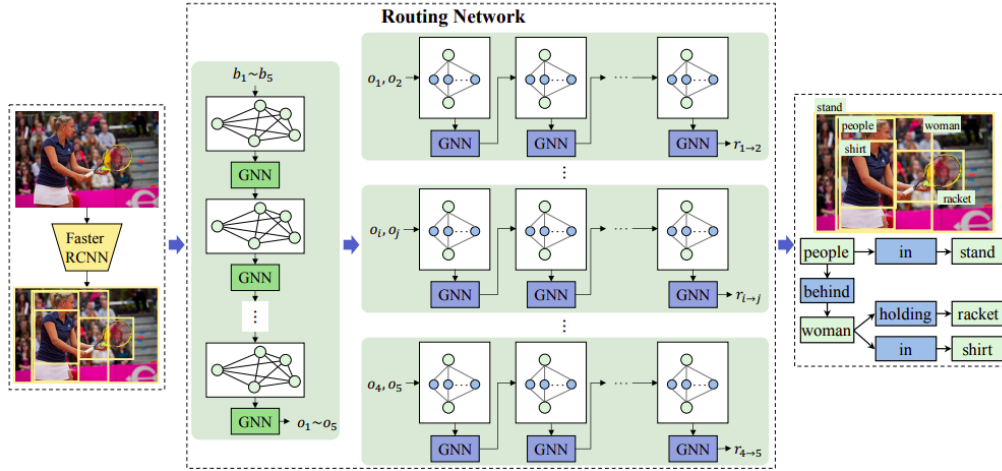 Routing Network
b₁~b₅
GNN
GNN
⋮
GNN
o₁~o₅
o₁, o₂
⋯
GNN
GNN
GNN
r₁→₂
⋮
oᵢ, oⱼ
⋯
GNN
GNN
GNN
rᵢ→ⱼ
⋮
o₄, o₅
⋯
GNN
GNN
GNN
r₄→₅
Faster
RCNN
stand
people
woman
shirt
racket
people
in
stand
behind
woman
holding
racket
in
shirt